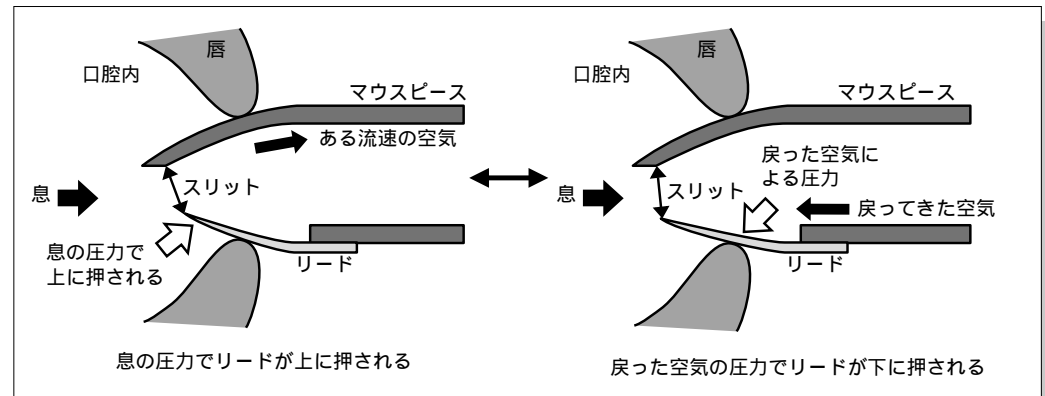 唇
口腔内
マウスピース
ある流速の空気
息
スリット
息の圧力で
上に押される
リード
息の圧力でリードが上に押される
唇
口腔内
マウスピース
戻った空気に
よる圧力
息
スリット
戻ってきた空気
リード
戻った空気の圧力でリードが下に押される